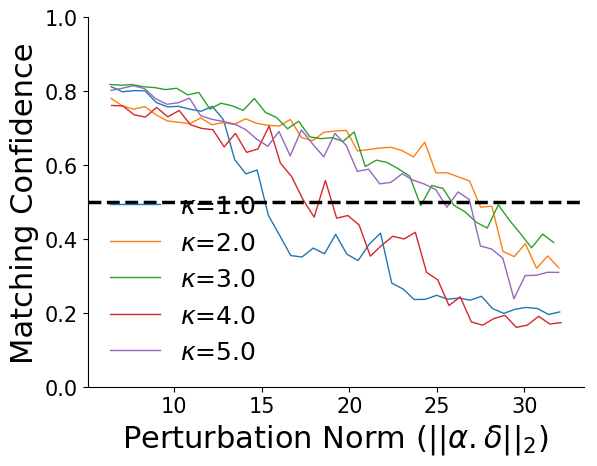 1.0
0.8
0.6
0.4
0.2
0.0
Matching Confidence
κ=1.0
κ=2.0
κ=3.0
κ=4.0
κ=5.0
10 15 20 25 30
Perturbation Norm (||α.δ||₂)